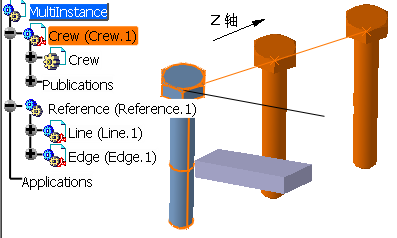 MultiInstance
Z 轴
Crew (Crew.1)
Crew
Publications
Reference (Reference.1)
Line (Line.1)
Edge (Edge.1)
Applications